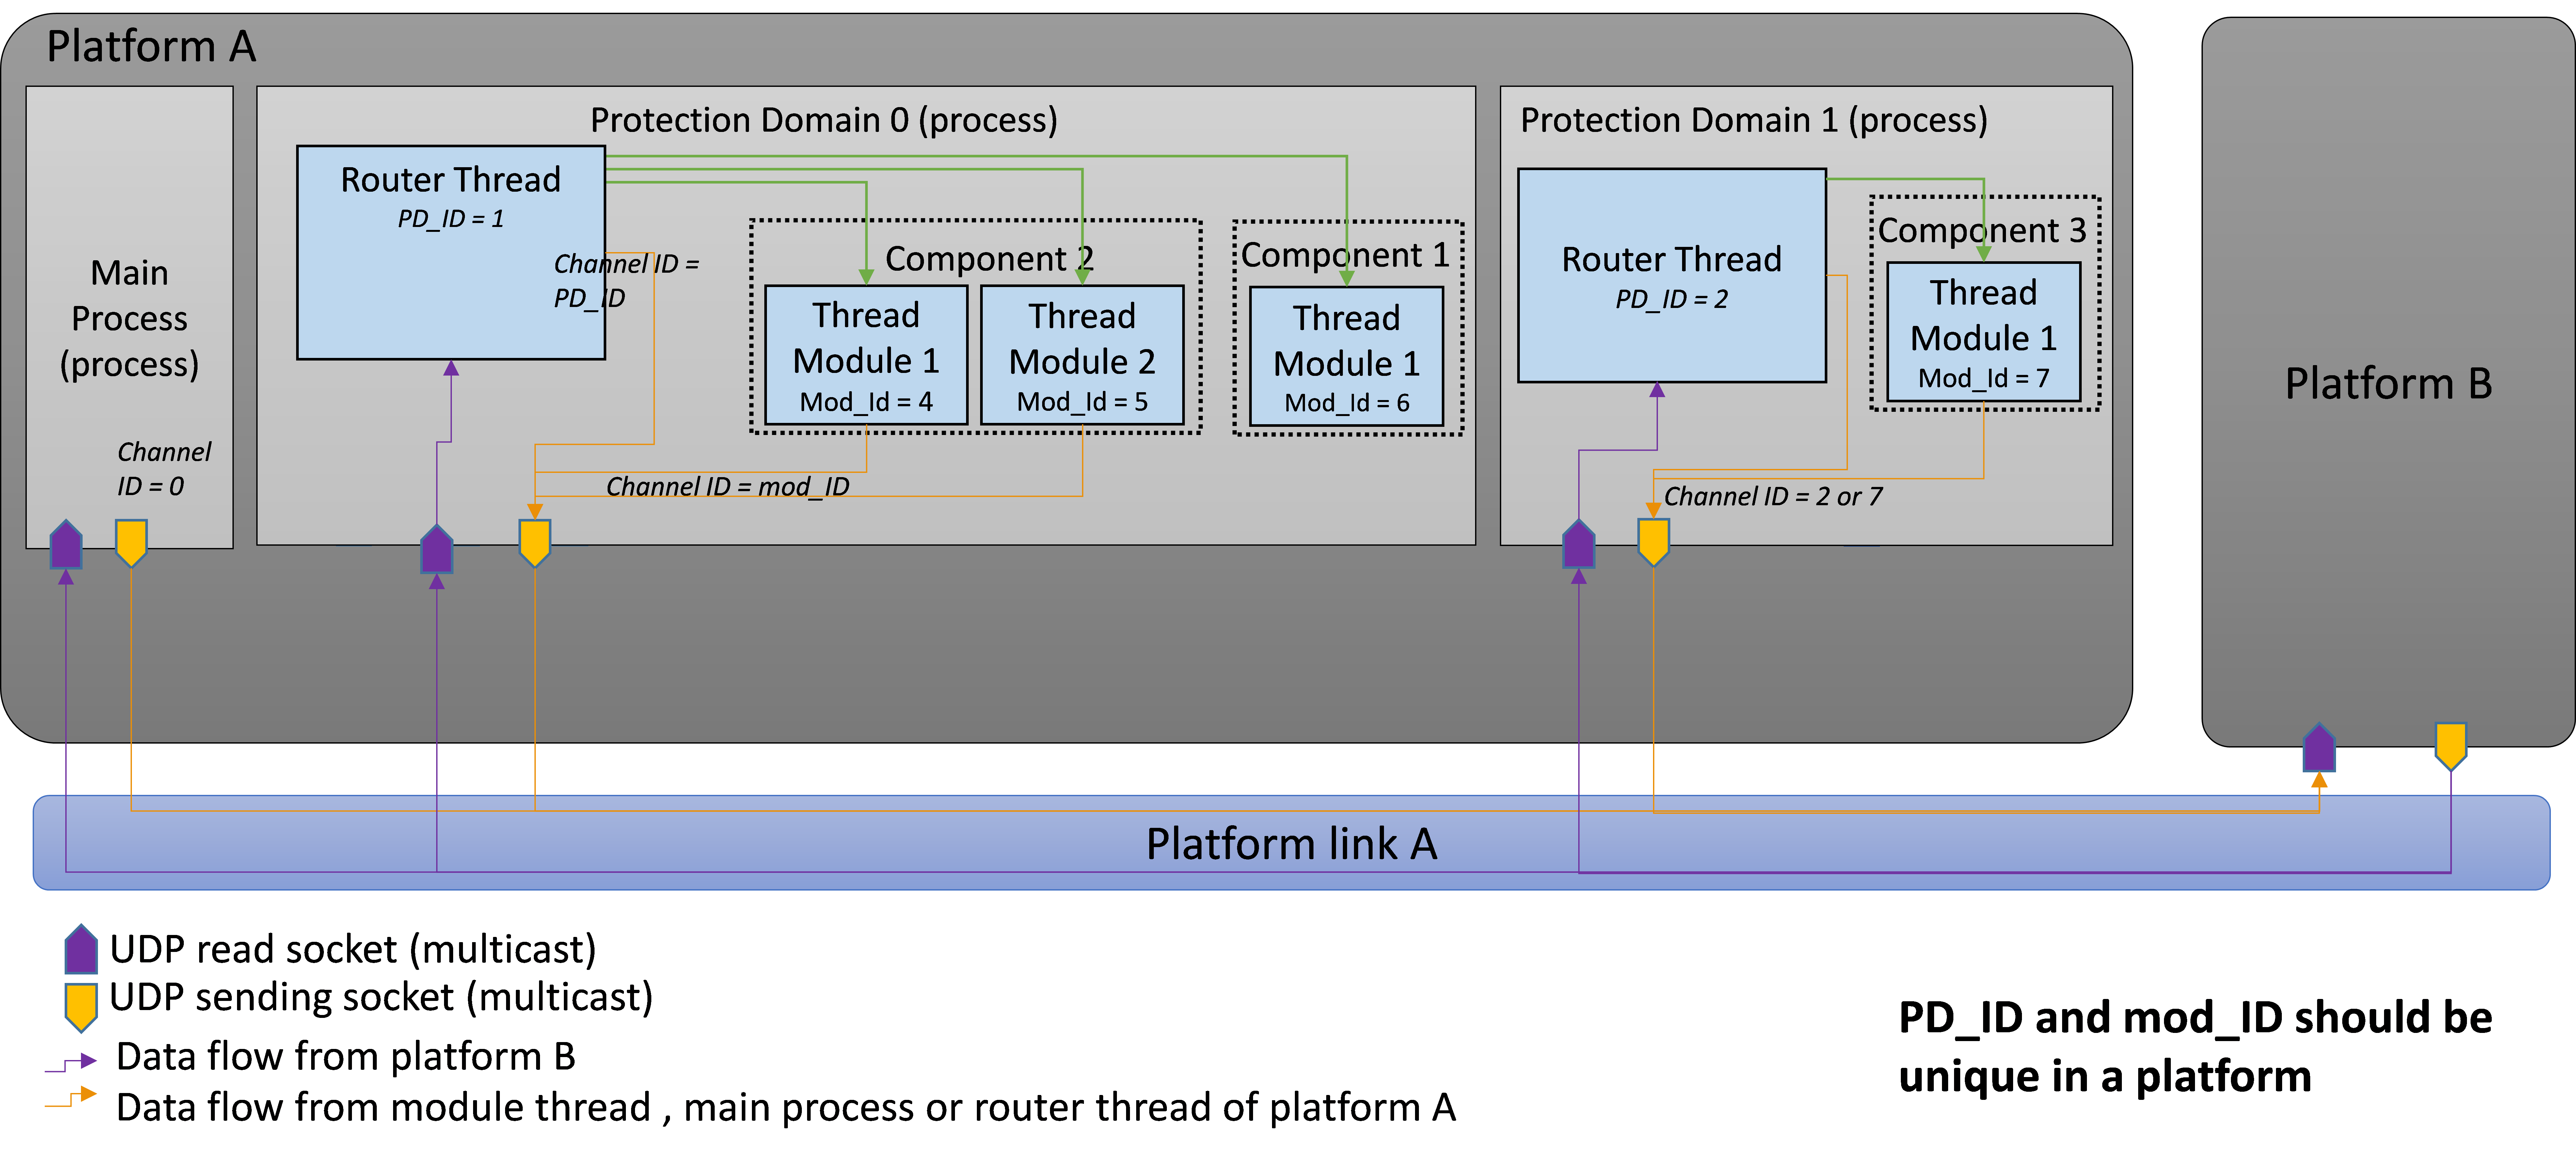 Platform A
Main
Process
(process)
Channel
ID = 0
Protection Domain 0 (process)
Router Thread
PD_ID = 1
Channel ID =
PD_ID
Component 2
Thread
Module 1
Mod_Id = 4
Thread
Module 2
Mod_Id = 5
Component 1
Thread
Module 1
Mod_Id = 6
Channel ID = mod_ID
Protection Domain 1 (process)
Router Thread
PD_ID = 2
Component 3
Thread
Module 1
Mod_Id = 7
Channel ID = 2 or 7
Platform B
Platform link A
UDP read socket (multicast)
UDP sending socket (multicast)
Data flow from platform B
Data flow from module thread , main process or router thread of platform A
PD_ID and mod_ID should be
unique in a platform